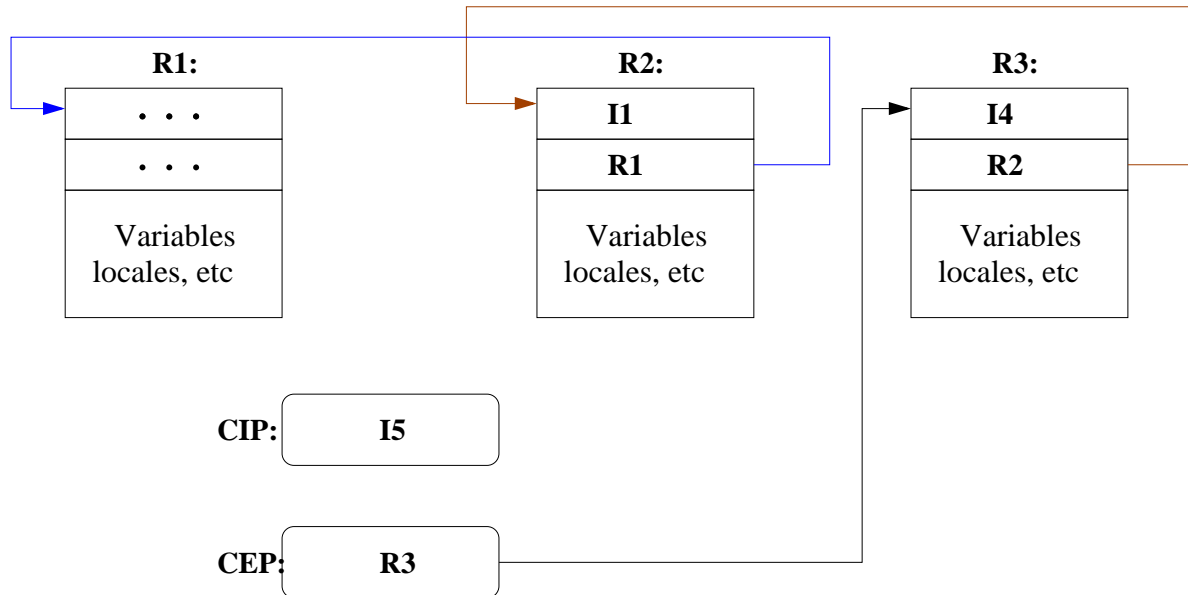 R1:
R2:
R3:
. . .
I1
I4
. . .
R1
R2
Variables
locales, etc
Variables
locales, etc
Variables
locales, etc
CIP:
I5
CEP:
R3